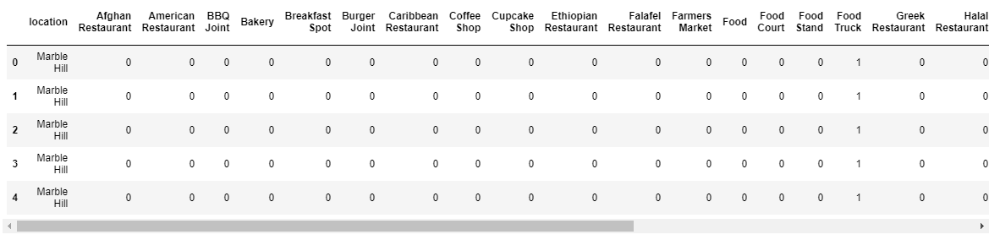 location Afghan Restaurant American Restaurant BBQ Joint Bakery Breakfast Spot Burger Joint Caribbean Restaurant Coffee Shop Cupcake Shop Ethiopian Restaurant Falafel Restaurant Farmers Market Food Food Court Food Stand Food Truck Greek Restaurant Halal Restaurant
0 Marble Hill 0 0 0 0 0 0 0 0 0 0 0 0 0 0 0 1 0 0
1 Marble Hill 0 0 0 0 0 0 0 0 0 0 0 0 0 0 0 1 0 0
2 Marble Hill 0 0 0 0 0 0 0 0 0 0 0 0 0 0 0 1 0 0
3 Marble Hill 0 0 0 0 0 0 0 0 0 0 0 0 0 0 0 1 0 0
4 Marble Hill 0 0 0 0 0 0 0 0 0 0 0 0 0 0 0 1 0 0